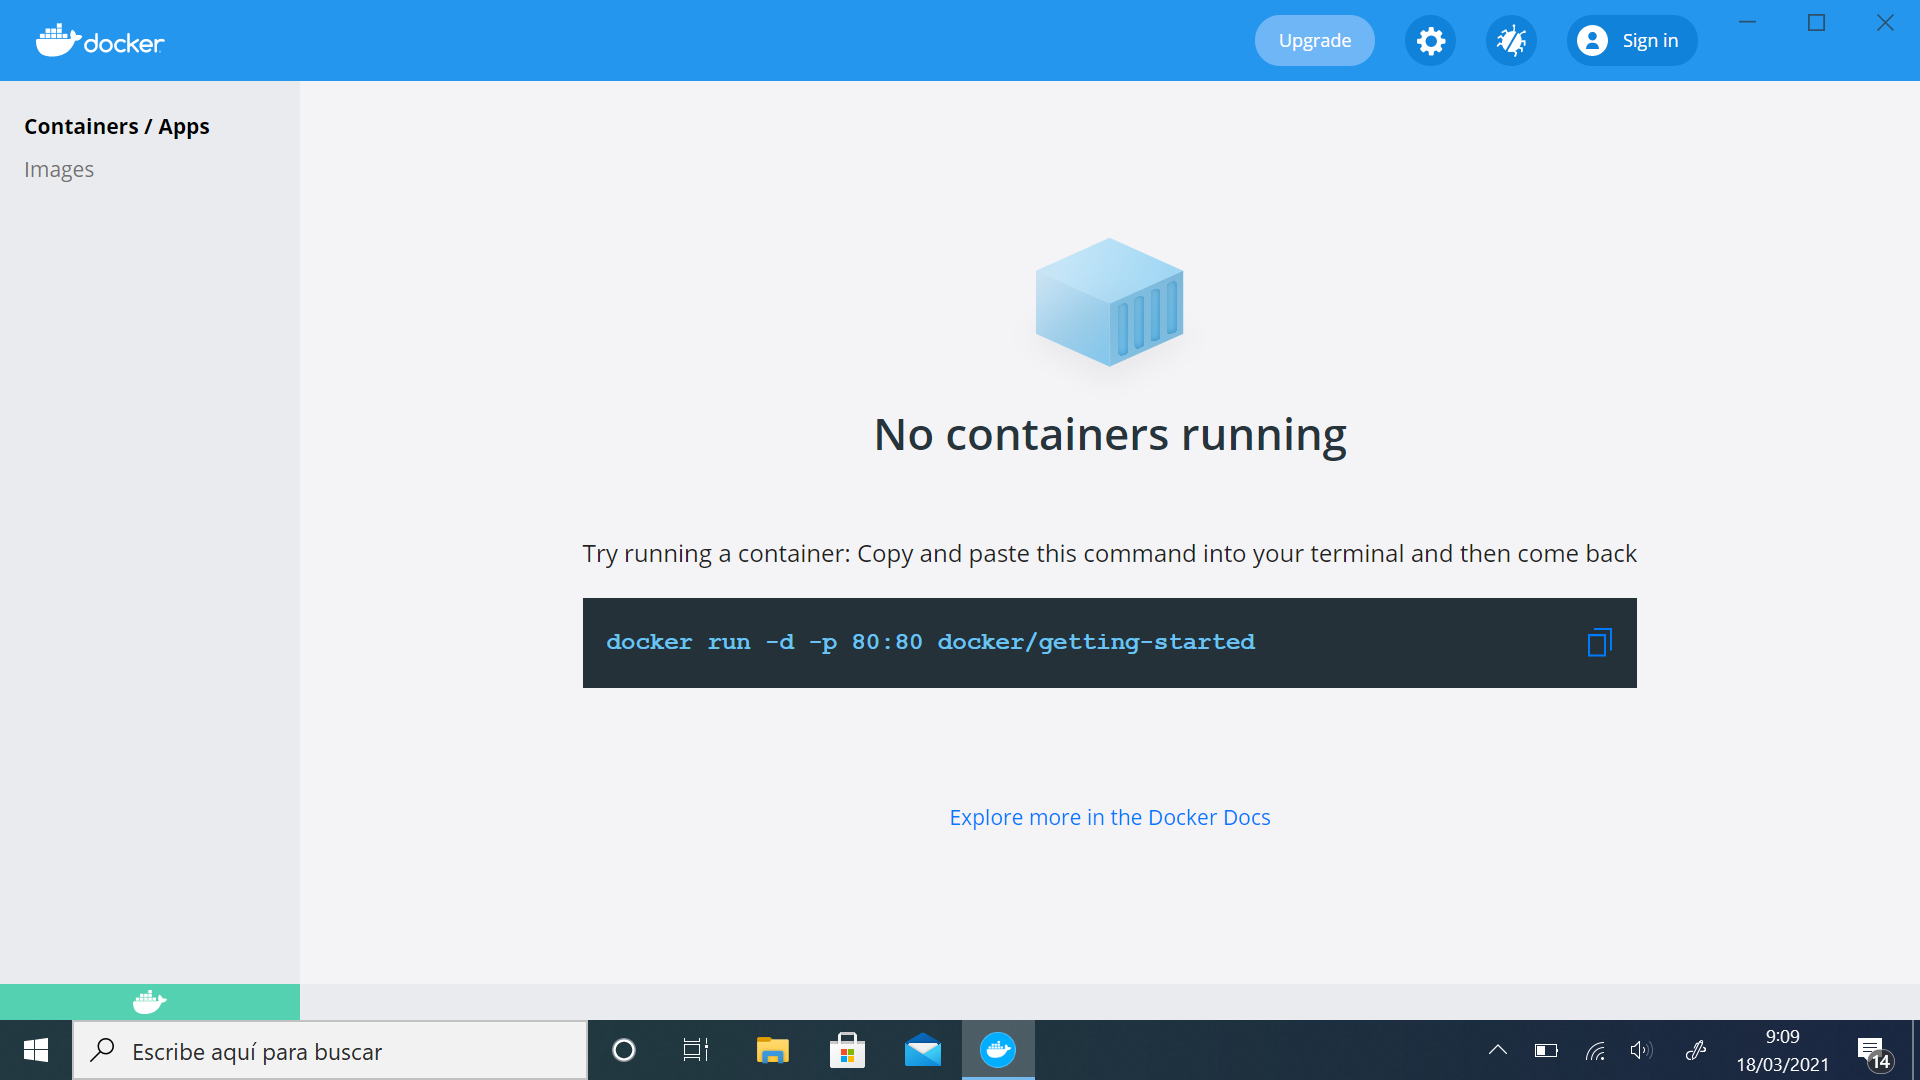 docker
Upgrade
Sign in
Containers / Apps
Images
No containers running
Try running a container: Copy and paste this command into your terminal and then come back
docker run -d -p 80:80 docker/getting-started
Explore more in the Docker Docs
Escribe aquí para buscar
9:09
18/03/2021
14